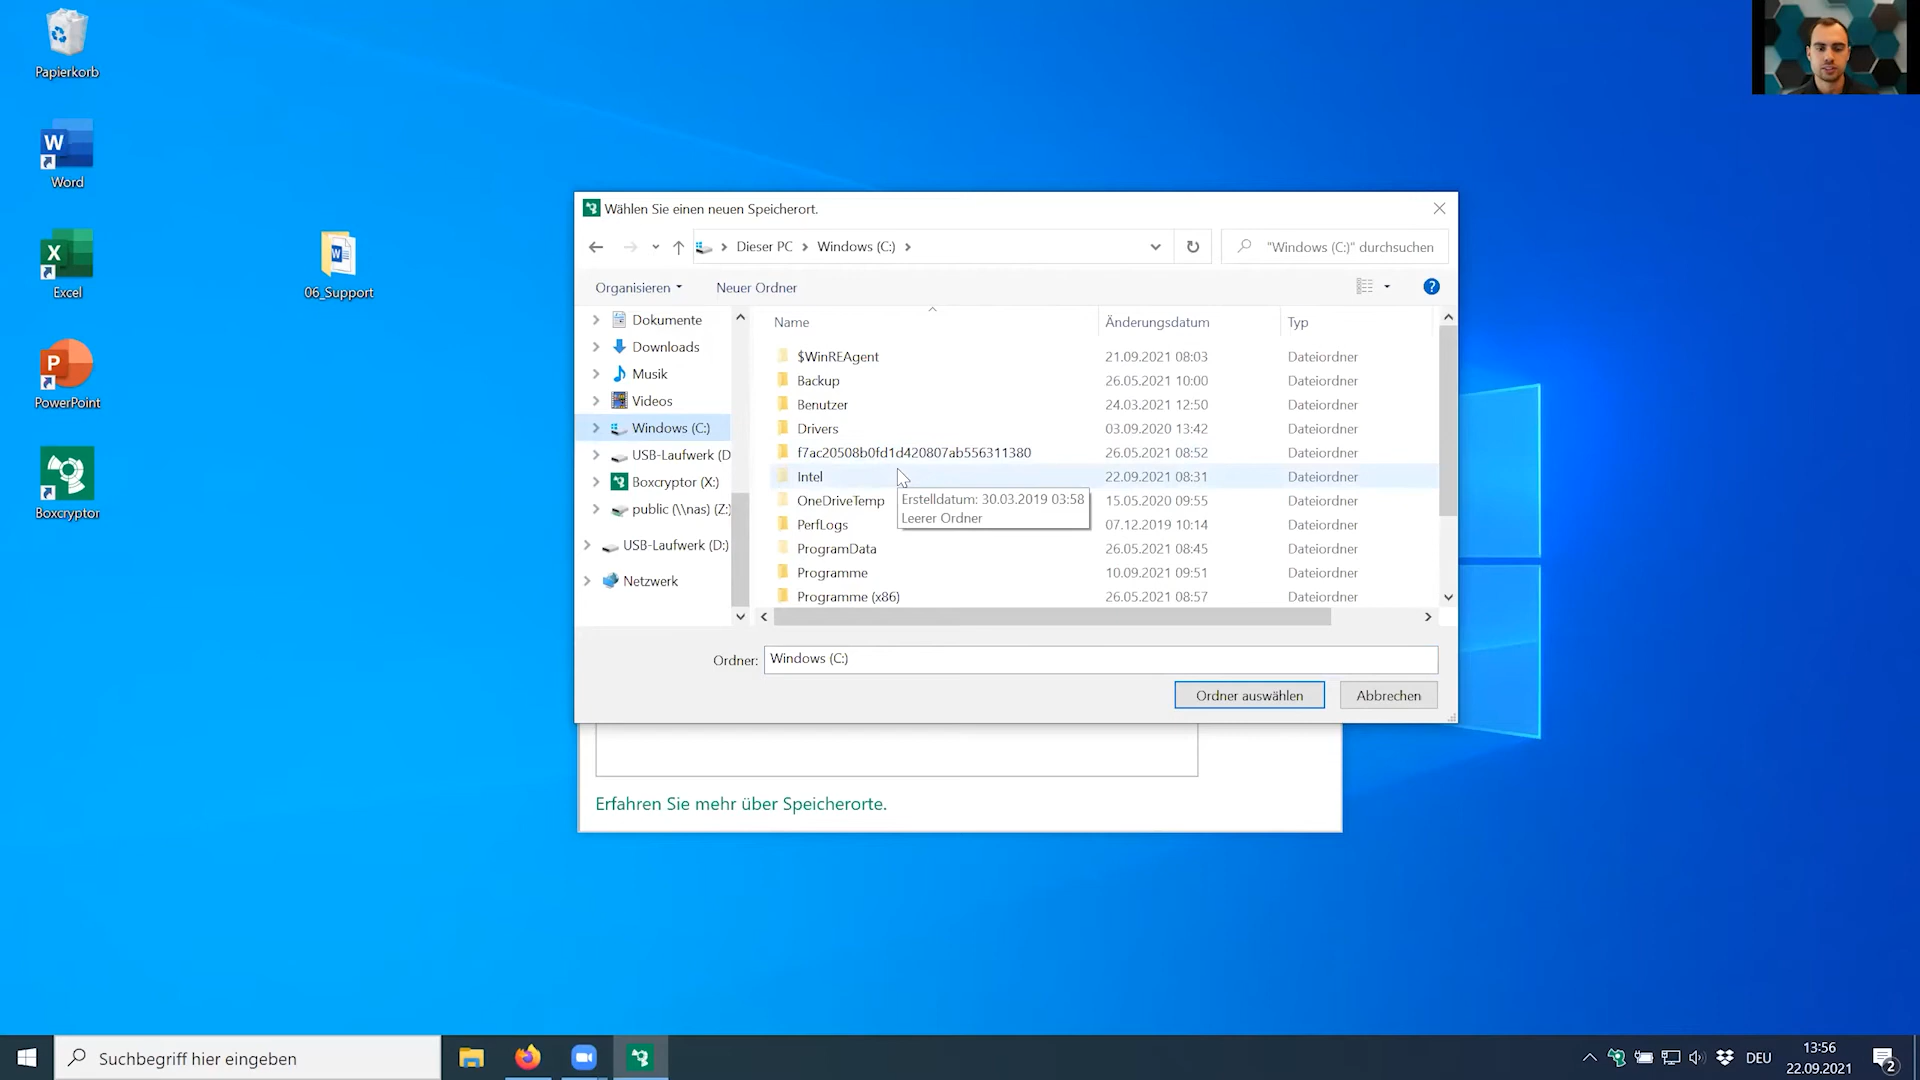 Papierkorb
Word
Excel
PowerPoint
Boxcryptor
06_Support
Wählen Sie einen neuen Speicherort.
Dieser PC
Windows (C:)
"Windows (C:)" durchsuchen
Organisieren
Neuer Ordner
Dokumente
Downloads
Musik
Videos
Windows (C:)
USB-Laufwerk (D
Boxcryptor (X:)
public (\\nas) (Z:
USB-Laufwerk (D:)
Netzwerk
Name Änderungsdatum Typ
$WinREAgent 21.09.2021 08:03 Dateiordner
Backup 26.05.2021 10:00 Dateiordner
Benutzer 24.03.2021 12:50 Dateiordner
Drivers 03.09.2020 13:42 Dateiordner
f7ac20508b0fd1d420807ab556311380 26.05.2021 08:52 Dateiordner
Intel 22.09.2021 08:31 Dateiordner
OneDriveTemp 15.05.2020 09:55 Dateiordner
PerfLogs 07.12.2019 10:14 Dateiordner
ProgramData 26.05.2021 08:45 Dateiordner
Programme 10.09.2021 09:51 Dateiordner
Programme (x86) 26.05.2021 08:57 Dateiordner
Erstelldatum: 30.03.2019 03:58
Leerer Ordner
Ordner: Windows (C:)
Ordner auswählen
Abbrechen
Erfahren Sie mehr über Speicherorte.
Suchbegriff hier eingeben
DEU
13:56
22.09.2021
2